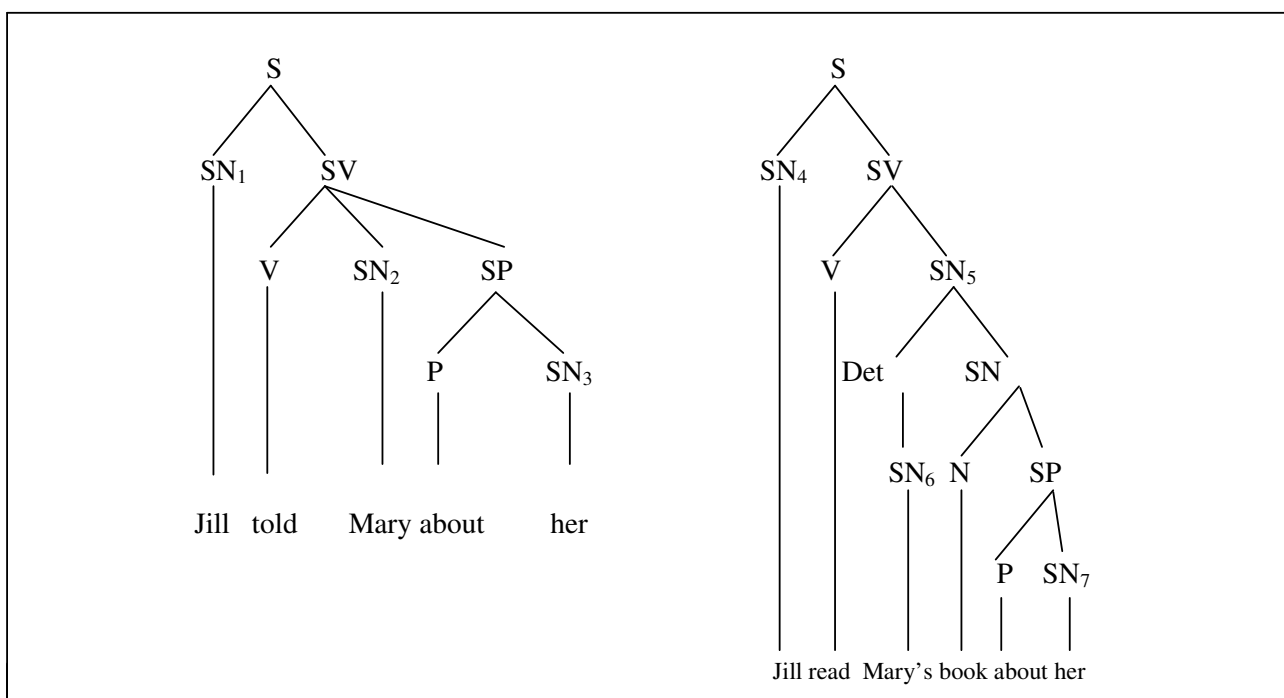 S
SN₁ SV
V SN₂ SP
P SN₃
Jill told Mary about her
S
SN₄ SV
V SN₅
Det SN
SN₆ N SP
P SN₇
Jill read Mary's book about her